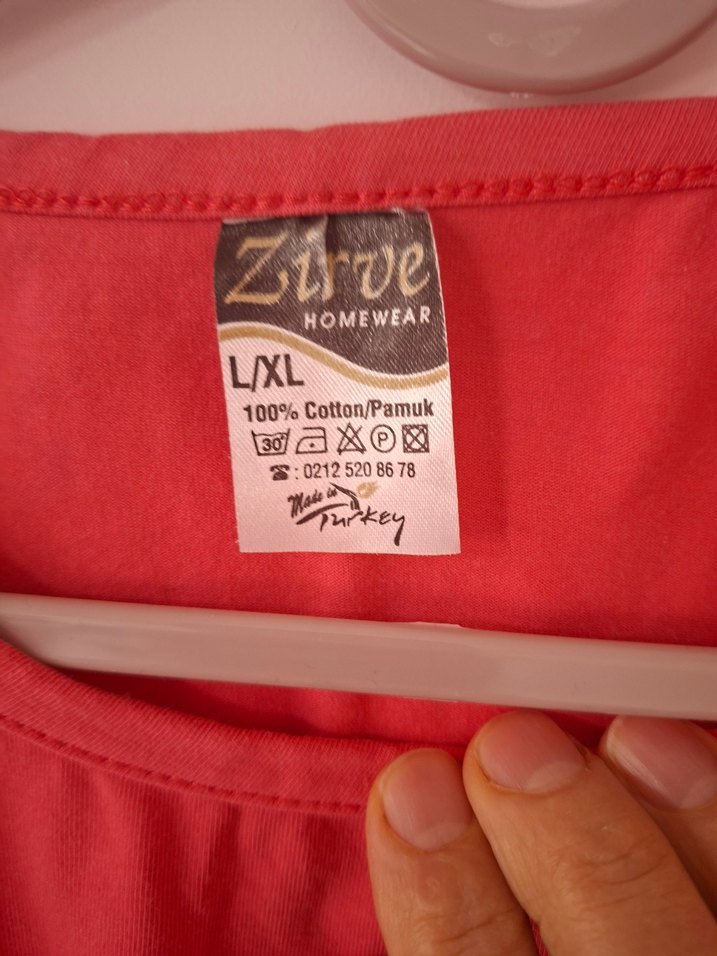 Zirve
HOMEWEAR
L/XL
100% Cotton/Pamuk
30° P
☎: 0212 520 86 78
Made in
Turkey